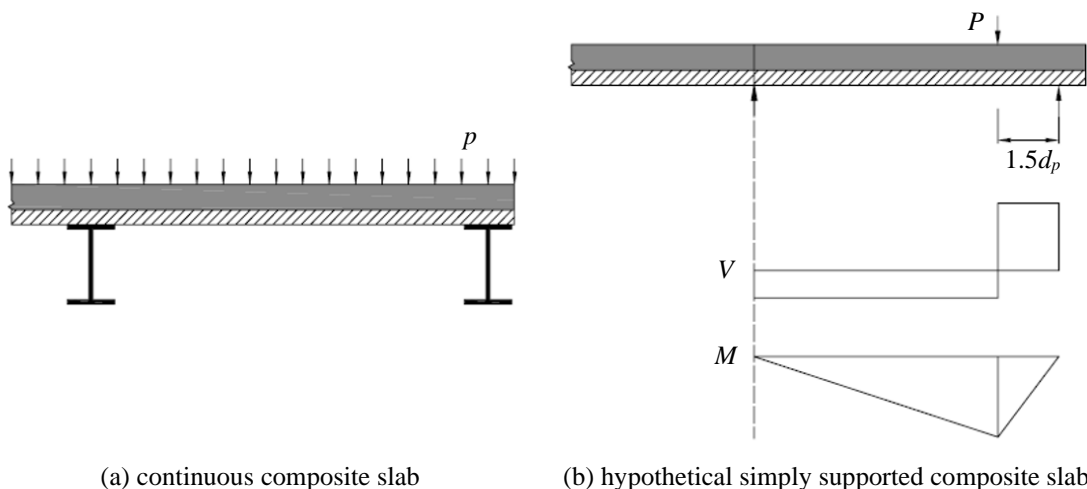 P
p
1.5dp
V
M
(a) continuous composite slab
(b) hypothetical simply supported composite slab